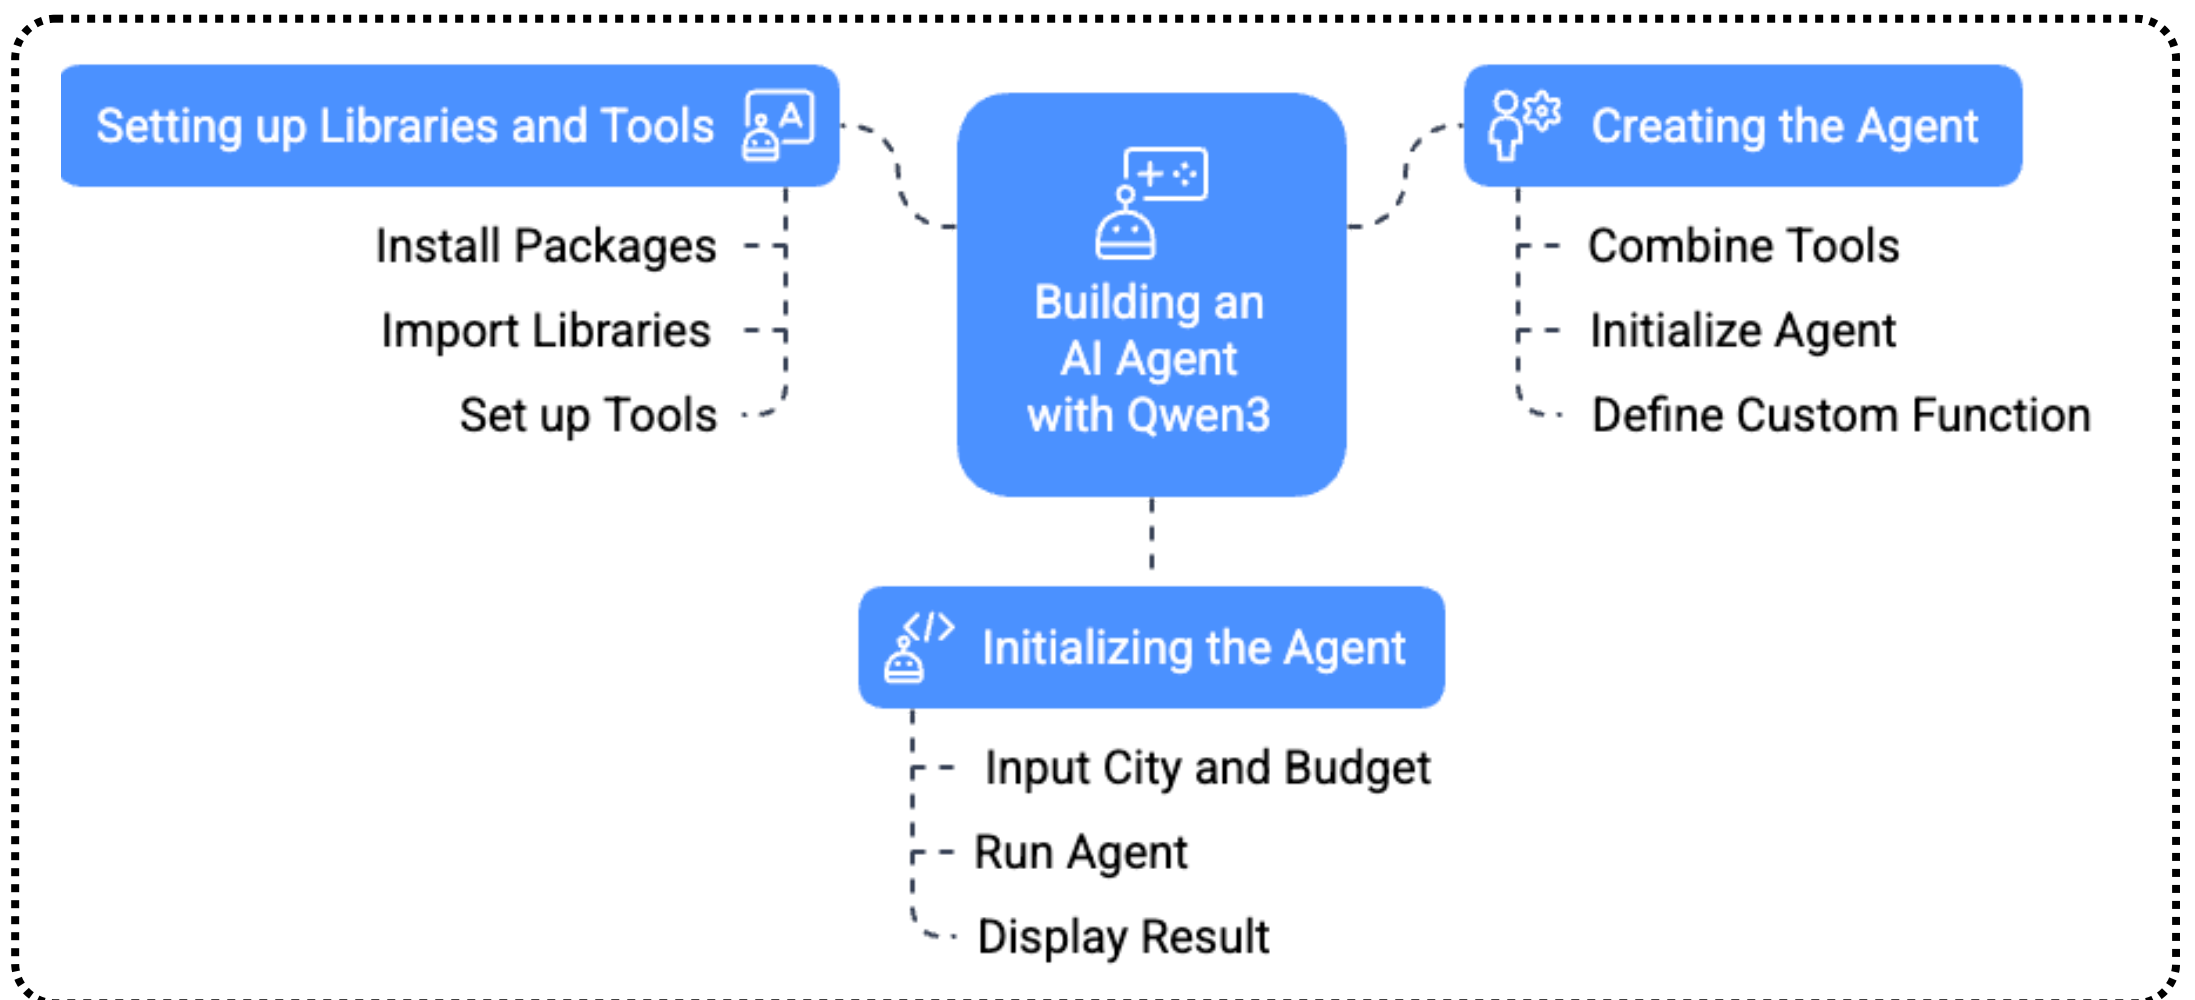 Setting up Libraries and Tools
Install Packages
Import Libraries
Set up Tools
Building an
AI Agent
with Qwen3
Creating the Agent
Combine Tools
Initialize Agent
Define Custom Function
Initializing the Agent
Input City and Budget
Run Agent
Display Result